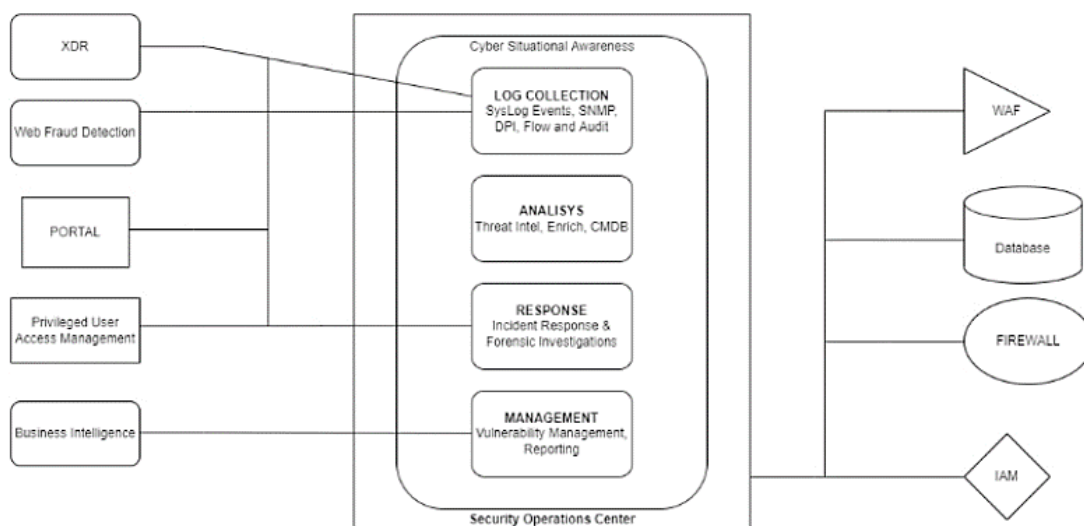 XDR
Web Fraud Detection
PORTAL
Privileged User
Access Management
Business Intelligence
Cyber Situational Awareness
LOG COLLECTION
SysLog Events, SNMP,
DPI, Flow and Audit
ANALISYS
Threat Intel, Enrich, CMDB
RESPONSE
Incident Response &
Forensic Investigations
MANAGEMENT
Vulnerability Management,
Reporting
Security Operations Center
WAF
Database
FIREWALL
IAM